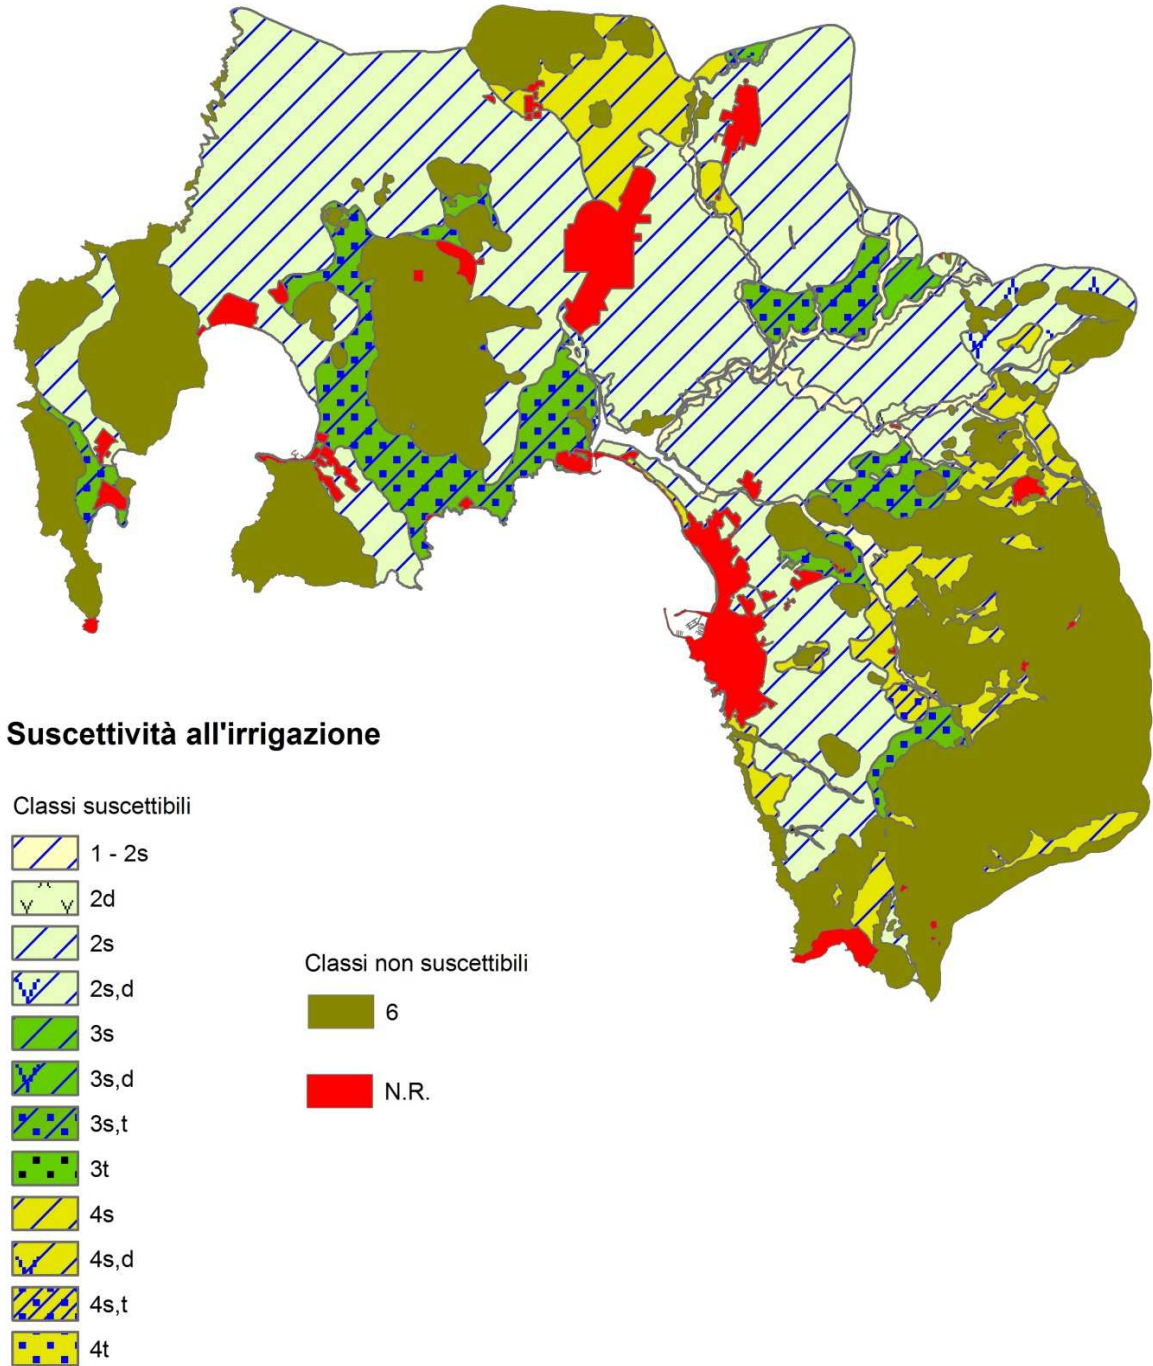 Suscettività all'irrigazione
Classi suscettibili
1 - 2s
2d
2s
2s,d
3s
3s,d
3s,t
3t
4s
4s,d
4s,t
4t
Classi non suscettibili
6
N.R.